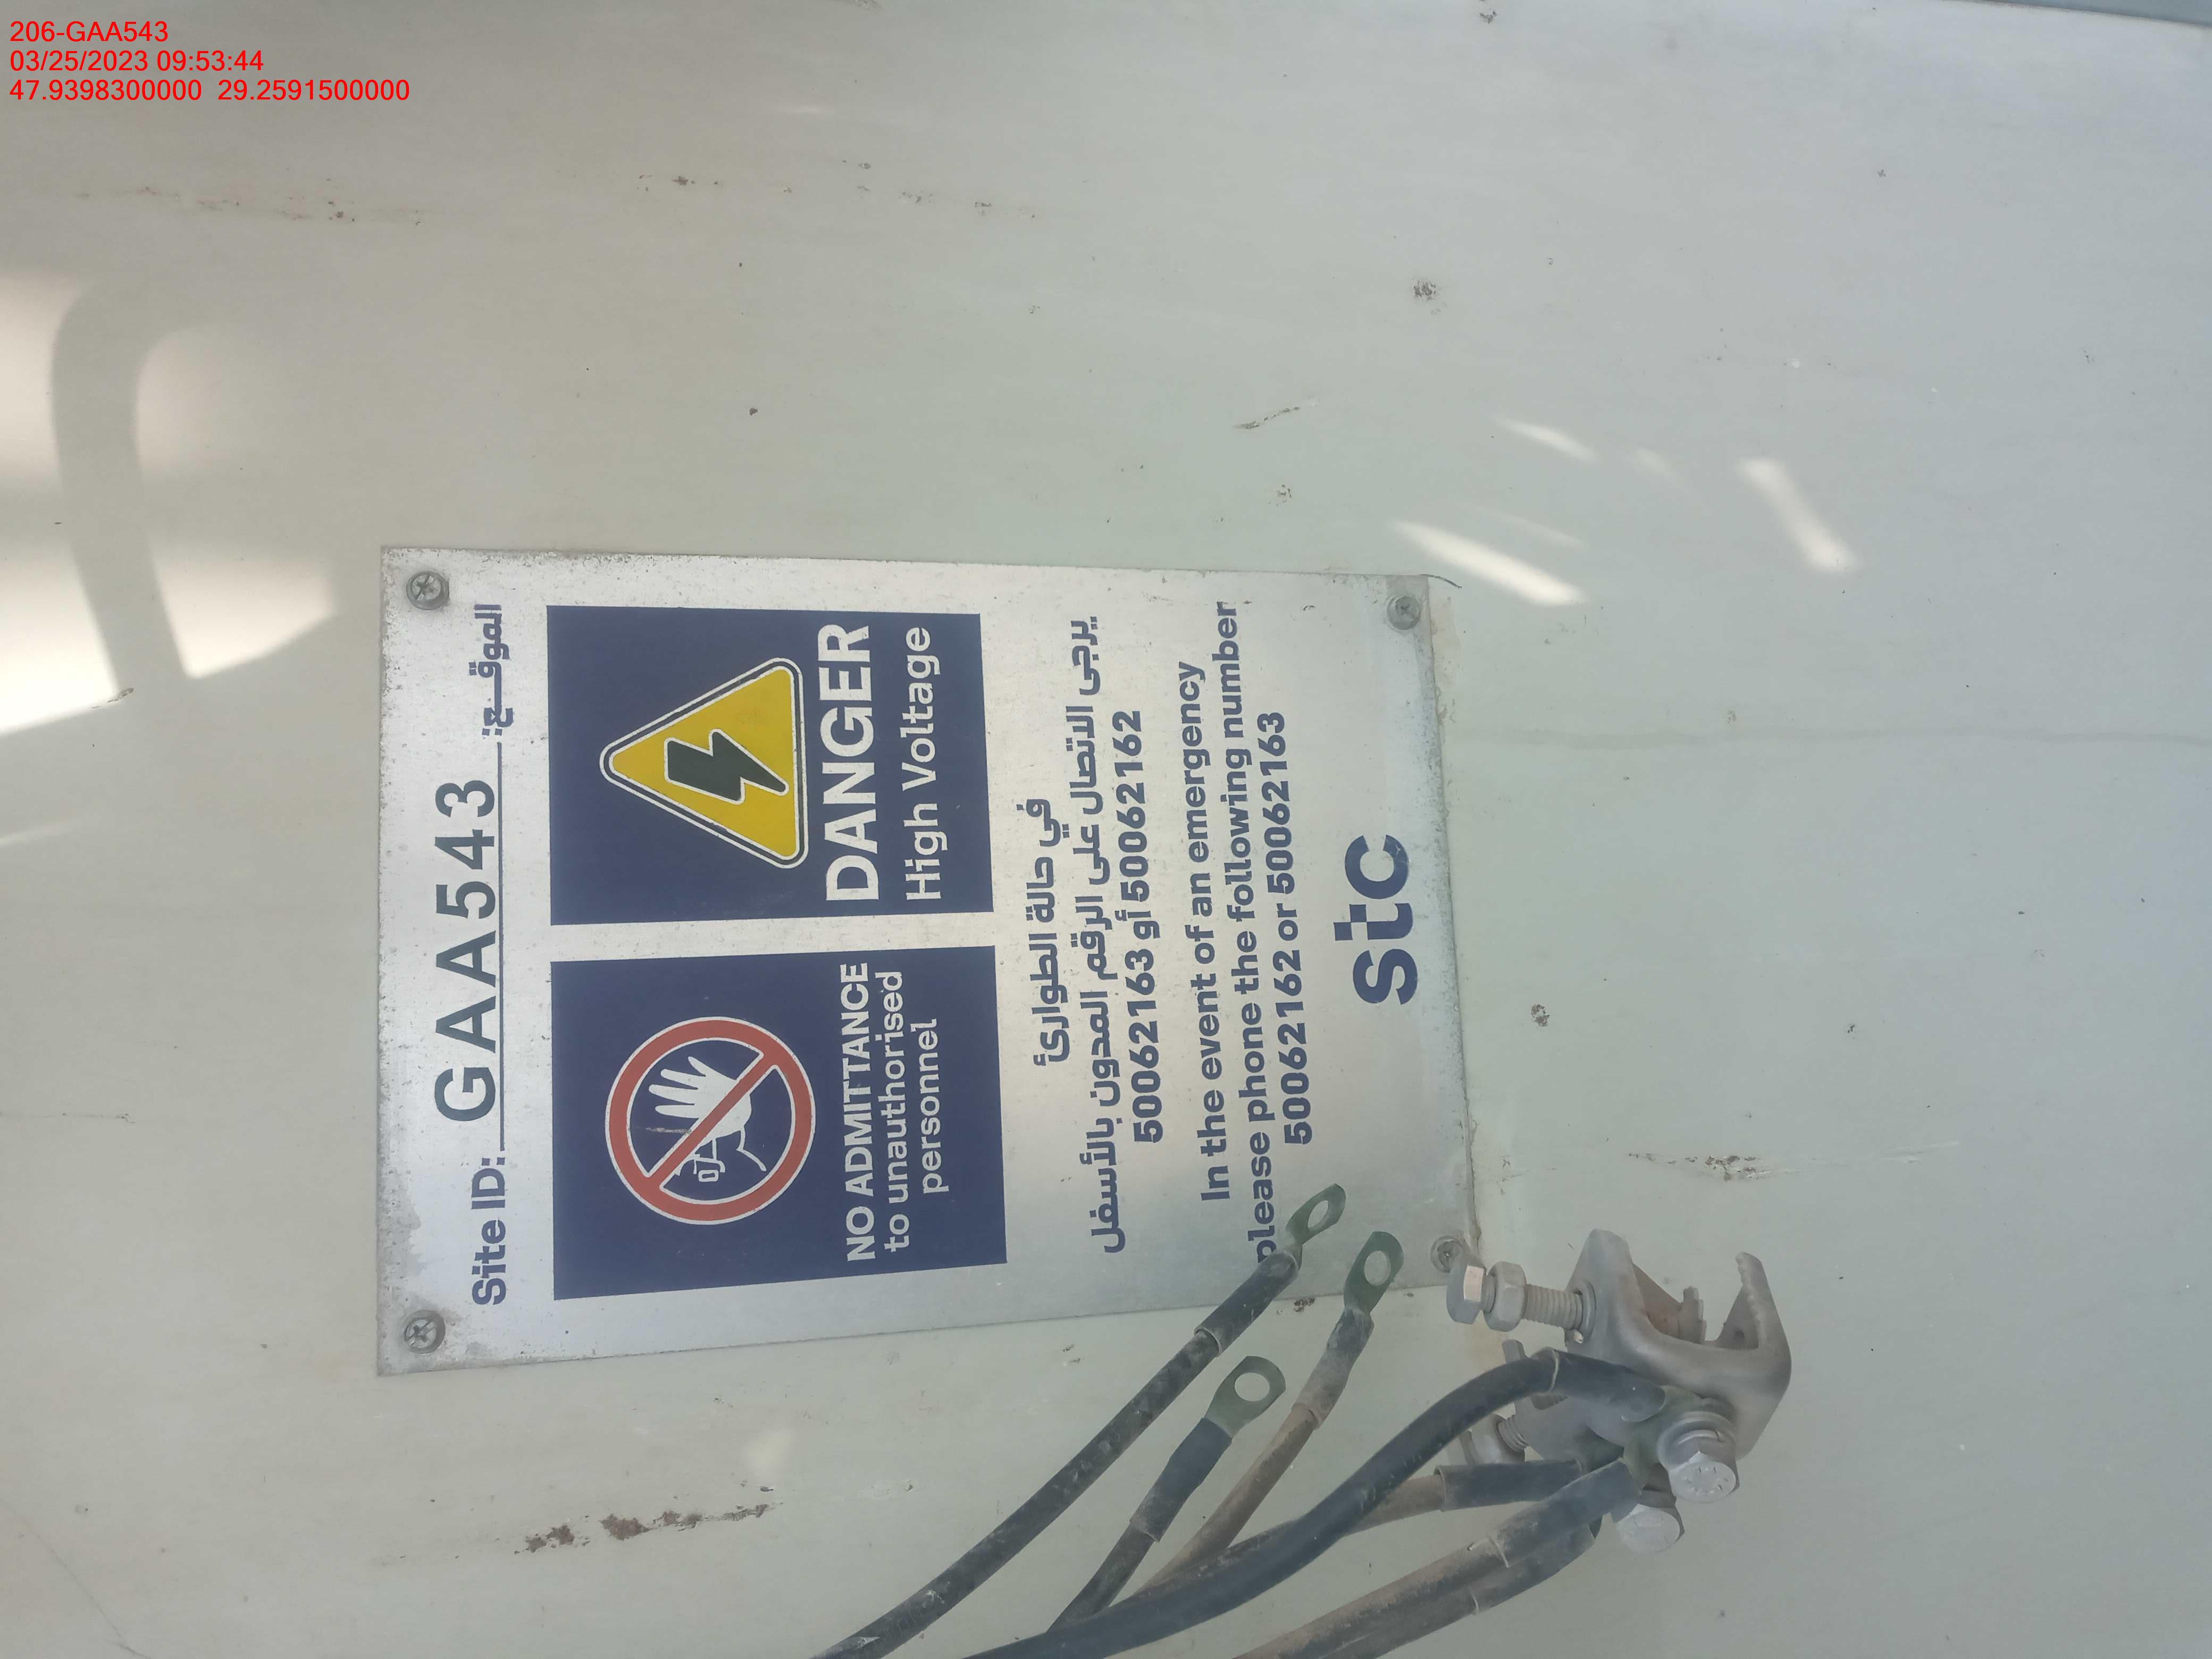 206-GAA543
03/25/2023 09:53:44
47.9398300000 29.2591500000
Site ID: GAA543 الموقع:
NO ADMITTANCE
to unauthorised
personnel
DANGER
High Voltage
في حالة الطوارئ
يرجى الاتصال على الرقم المدون بالأسفل
50062162 أو 50062163
In the event of an emergency
please phone the following number
50062162 or 50062163
stc